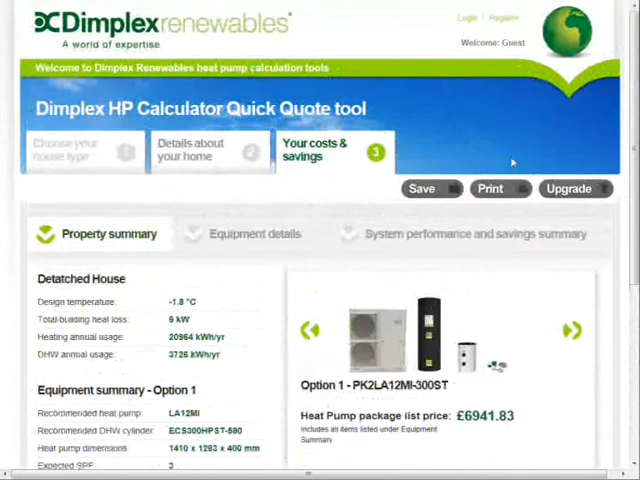 Dimplexrenewables
A world of expertise
Login | Register
Welcome: Guest
Welcome to Dimplex Renewables heat pump calculation tools
Dimplex HP Calculator Quick Quote tool
Choose your house type 1
Details about your home 2
Your costs & savings 3
Save
Print
Upgrade
Property summary
Equipment details
System performance and savings summary
Detatched House
Design temperature: -1.8 °C
Total building heat loss: 9 kW
Heating annual usage: 20964 kWh/yr
DHW annual usage: 3726 kWh/yr
Equipment summary - Option 1
Recommended heat pump: LA12MI
Recommended DHW cylinder: ECS300HPST-580
Heat pump dimensions 1410 x 1283 x 400 mm
Expected SPF: 3
Option 1 - PK2LA12MI-300ST
Heat Pump package list price: £6941.83
Includes all items listed under Equipment
Summary